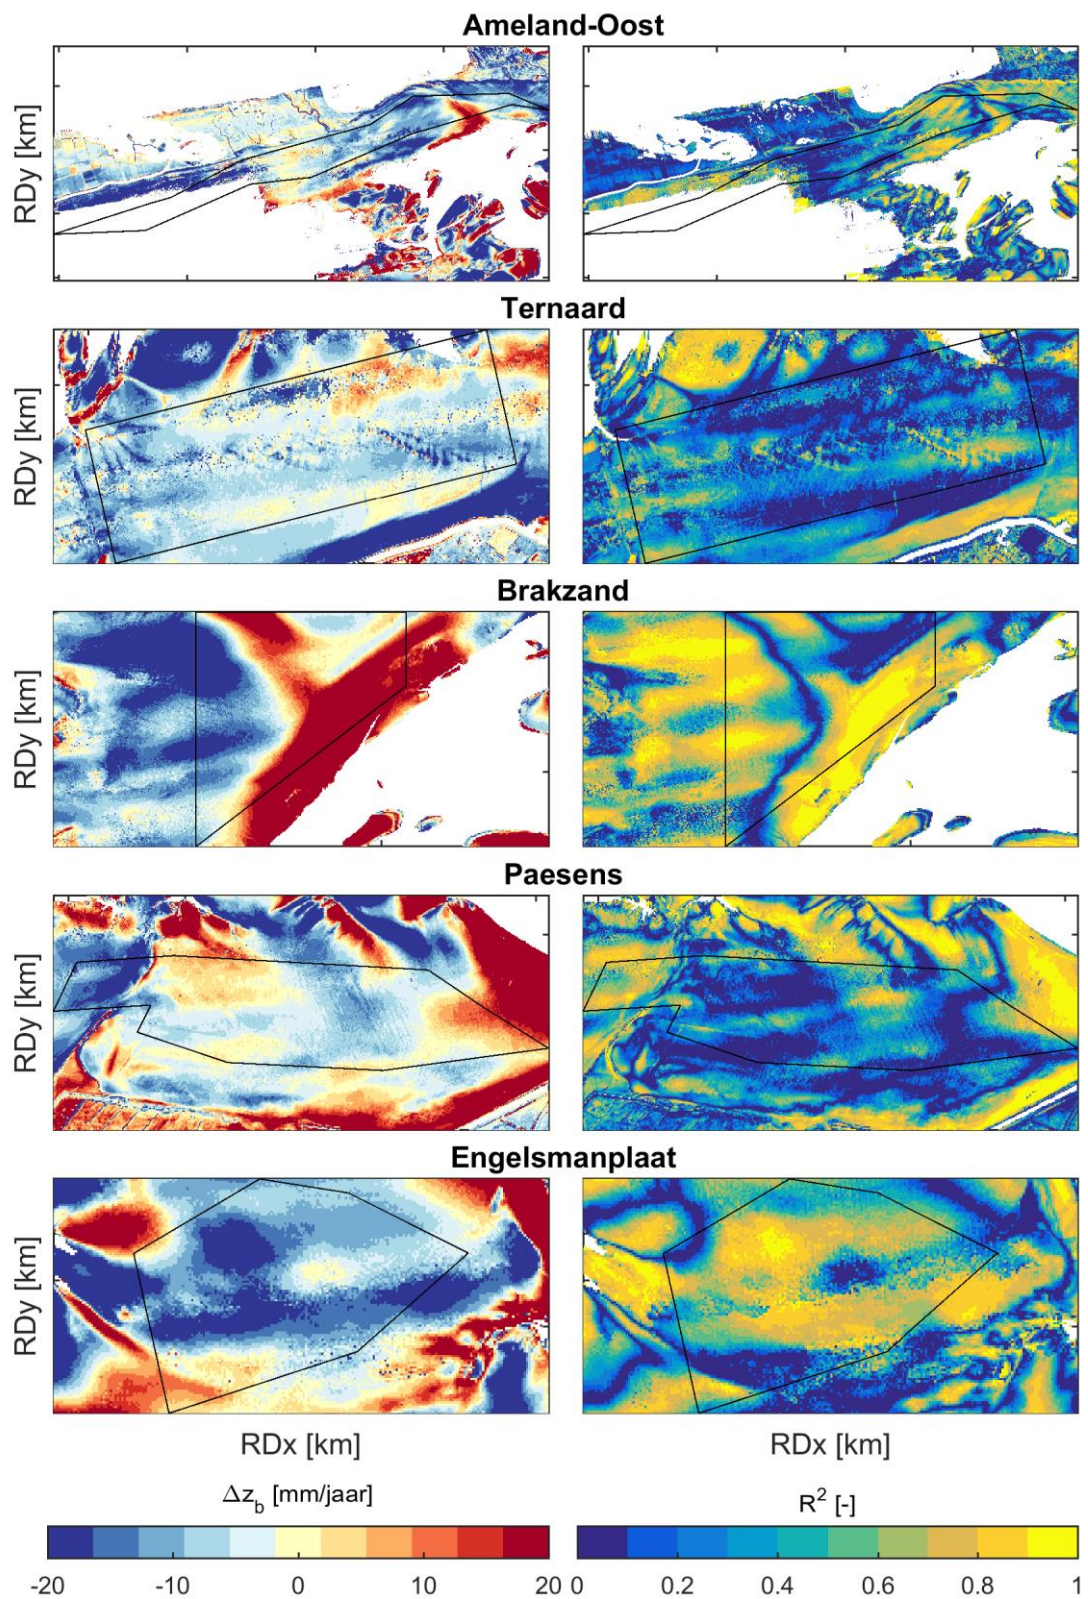 Ameland-Oost
RDy [km]
Ternaard
RDy [km]
Brakzand
RDy [km]
Paesens
RDy [km]
Engelsmanplaat
RDy [km]
RDx [km] RDx [km]
Δz_b [mm/jaar] R² [-]
-20 -10 0 10 20 0 0.2 0.4 0.6 0.8 1